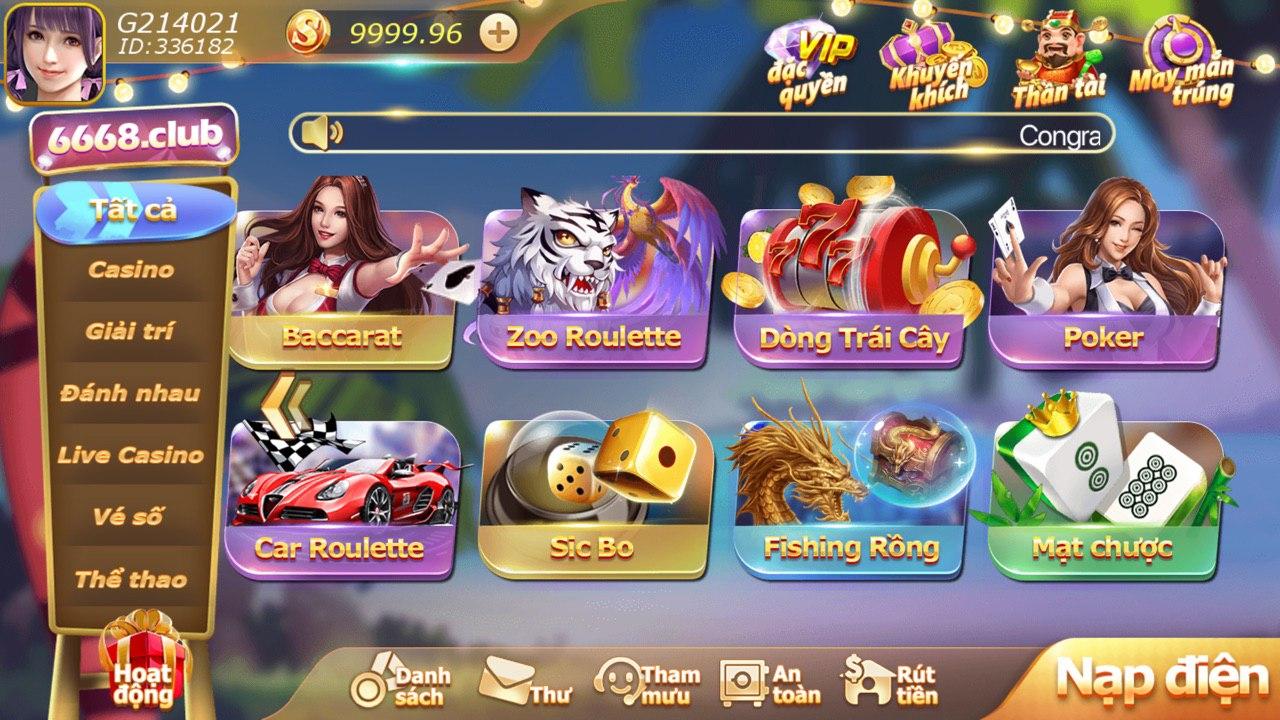 G214021
ID:336182
9999.96
VIP
đặc
quyền
Khuyến
khích
Thần tài
May mắn
trúng
6668.club
Congra
Tất cả
Casino
Giải trí
Đánh nhau
Live Casino
Vé số
Thể thao
Baccarat
Zoo Roulette
Dòng Trái Cây
Poker
Car Roulette
Sic Bo
Fishing Rồng
Mạt chược
Hoạt
động
Danh
sách
Thư
Tham
mưu
An
toàn
Rút
tiền
Nạp điện